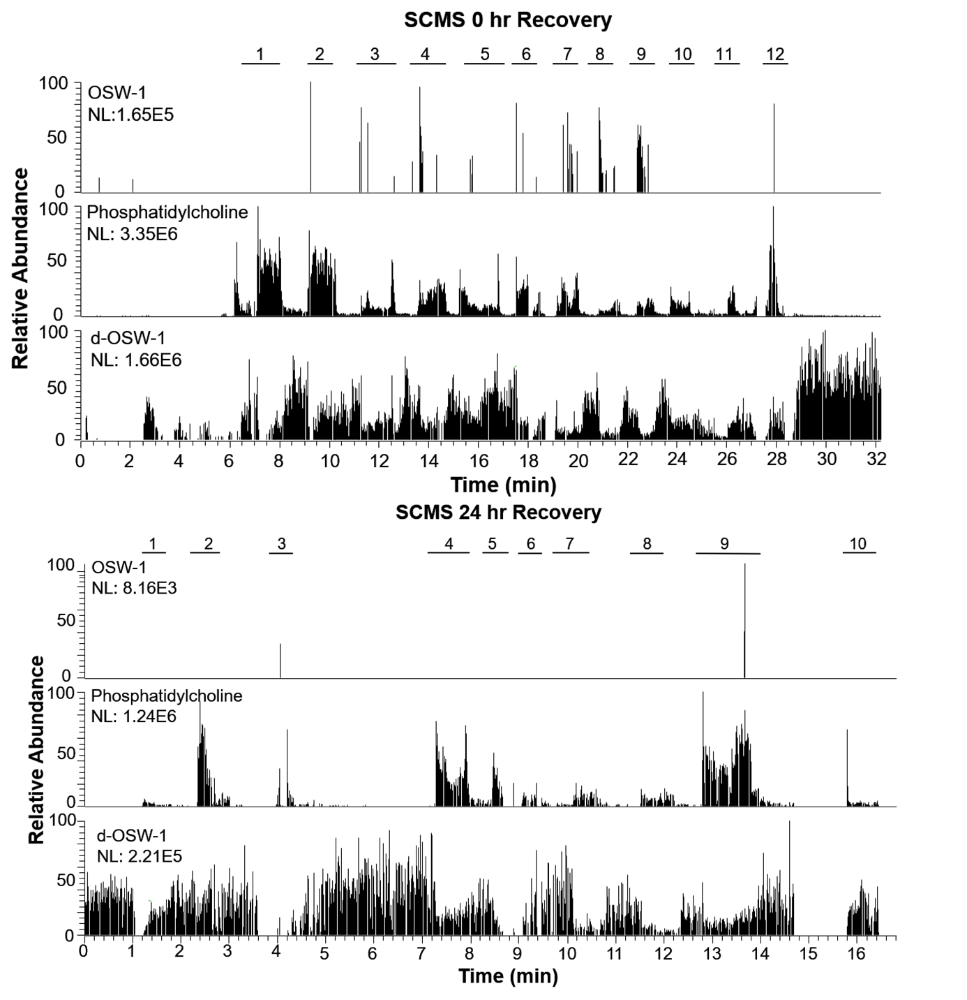 SCMS 0 hr Recovery
1 2 3 4 5 6 7 8 9 10 11 12
Relative Abundance
100
50
0
OSW-1
NL:1.65E5
100
50
0
Phosphatidylcholine
NL: 3.35E6
100
50
0
d-OSW-1
NL: 1.66E6
0 2 4 6 8 10 12 14 16 18 20 22 24 26 28 30 32
Time (min)
SCMS 24 hr Recovery
1 2 3 4 5 6 7 8 9 10
Relative Abundance
100
50
0
OSW-1
NL: 8.16E3
100
50
0
Phosphatidylcholine
NL: 1.24E6
100
50
0
d-OSW-1
NL: 2.21E5
0 1 2 3 4 5 6 7 8 9 10 11 12 13 14 15 16
Time (min)